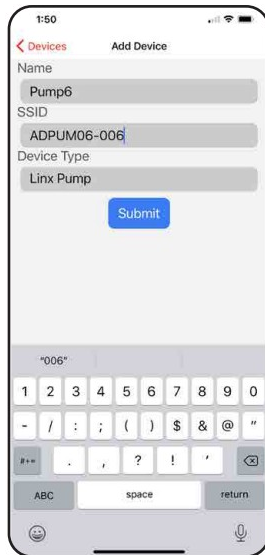 1:50
Devices
Add Device
Name
Pump6
SSID
ADPUM06-006
Device Type
Linx Pump
Submit
"006"
1 2 3 4 5 6 7 8 9 0
- / : ; ( ) $ & @ "
#+= . , ? ! '
ABC space return